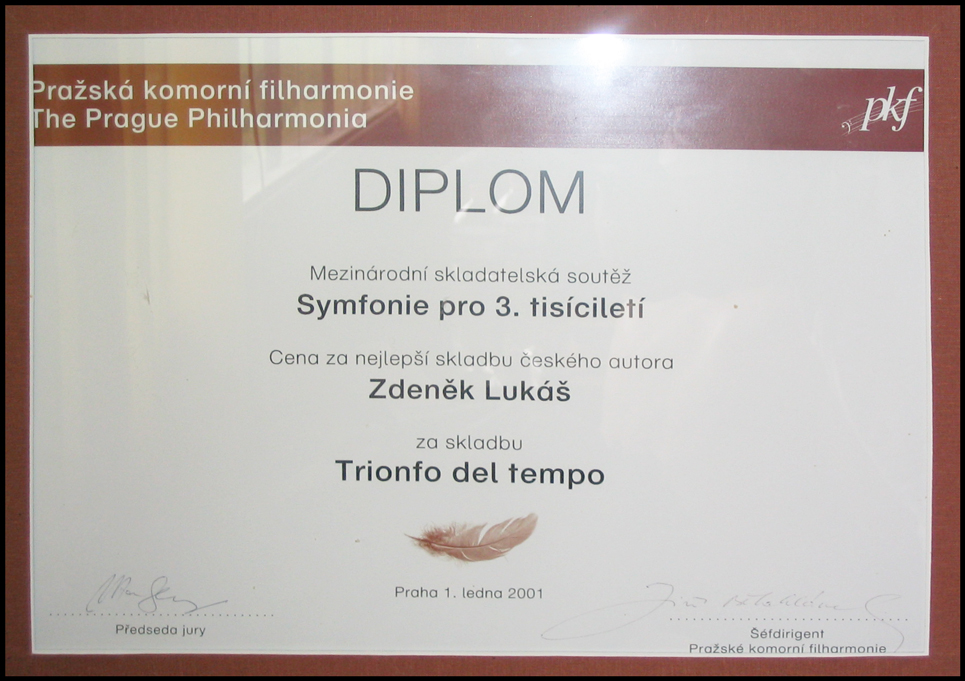 Pražská komorní filharmonie
The Prague Philharmonia
pkf
DIPLOM
Mezinárodní skladatelská soutěž
Symfonie pro 3. tisíciletí
Cena za nejlepší skladbu českého autora
Zdeněk Lukáš
za skladbu
Trionfo del tempo
Praha 1. ledna 2001
Předseda jury
Šéfdirigent
Pražské komorní filharmonie